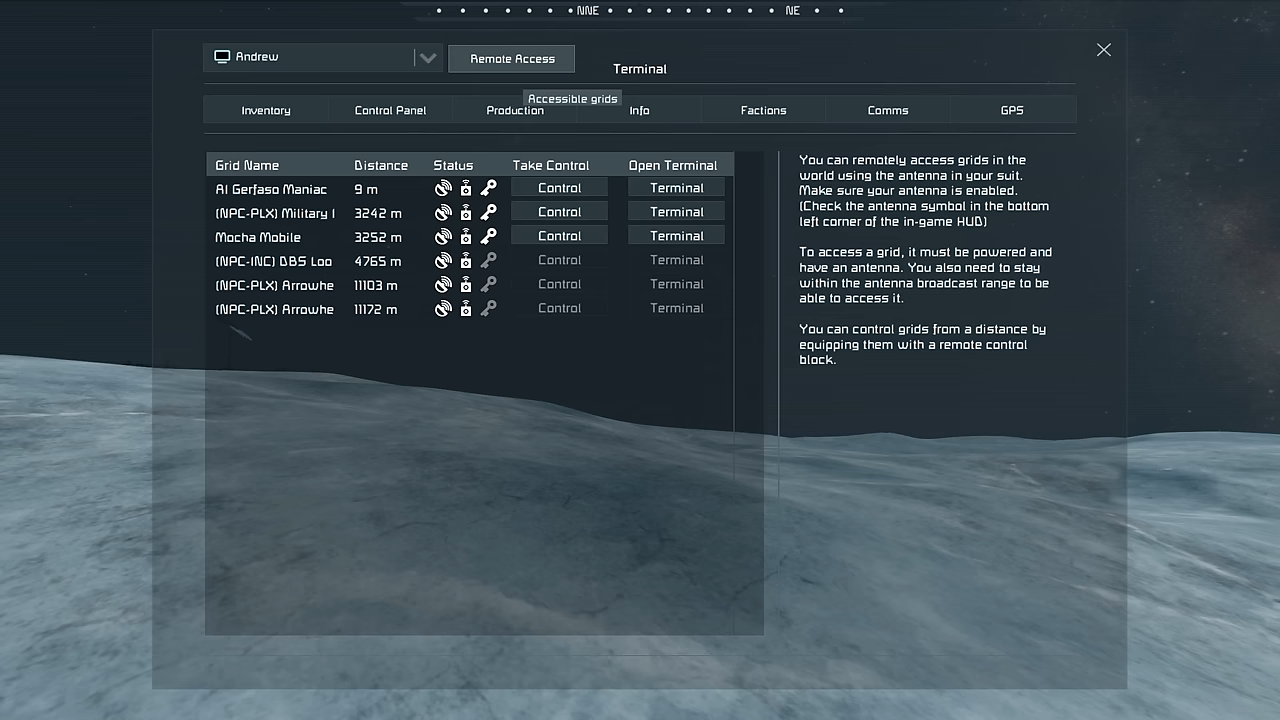 NNE NE
Andrew
Remote Access
Terminal
Accessible grids
Inventory Control Panel Production Info Factions Comms GPS
Grid Name Distance Status Take Control Open Terminal
Al Gerfaso Maniac 9 m Control Terminal
(NPC-PLX) Military I 3242 m Control Terminal
Mocha Mobile 3252 m Control Terminal
(NPC-INC) DBS Loo 4765 m Control Terminal
(NPC-PLX) Arrowhe 11103 m Control Terminal
(NPC-PLX) Arrowhe 11172 m Control Terminal
You can remotely access grids in the
world using the antenna in your suit.
Make sure your antenna is enabled.
(Check the antenna symbol in the bottom
left corner of the in-game HUD)
To access a grid, it must be powered and
have an antenna. You also need to stay
within the antenna broadcast range to be
able to access it.
You can control grids from a distance by
equipping them with a remote control
block.